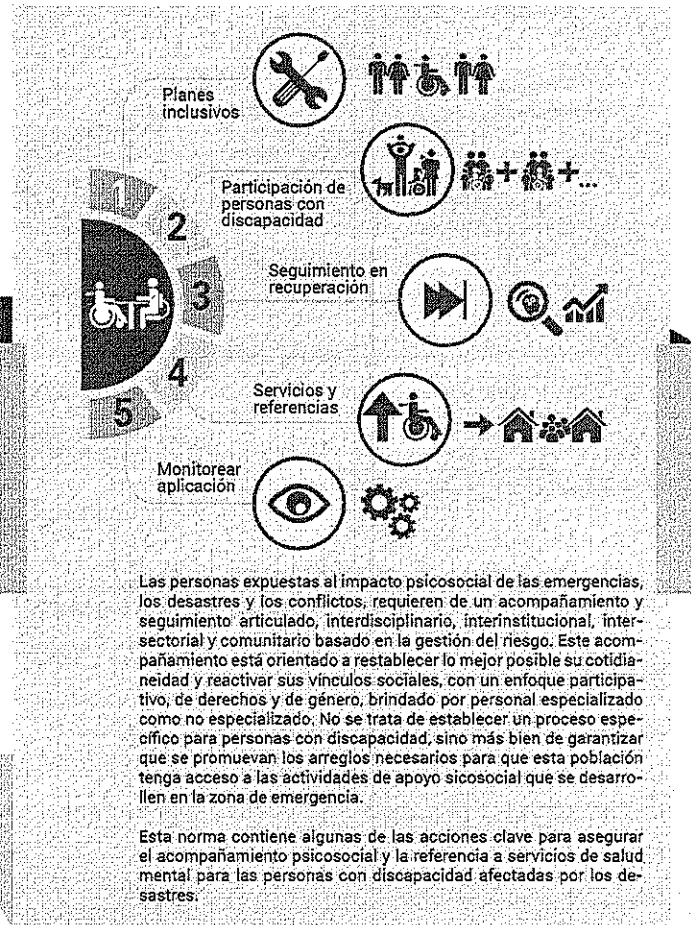 1
Planes
inclusivos
2
Participación de
personas con
discapacidad
3
Seguimiento en
recuperación
4
Servicios y
referencias
5
Monitorear
aplicación
+ + ...
Las personas expuestas al impacto psicosocial de las emergencias,
los desastres y los conflictos, requieren de un acompañamiento y
seguimiento articulado, interdisciplinario, interinstitucional, inter-
sectorial y comunitario basado en la gestión del riesgo. Este acom-
pañamiento está orientado a restablecer lo mejor posible su cotidia-
neidad y reactivar sus vínculos sociales, con un enfoque participa-
tivo, de derechos y de género, brindado por personal especializado
como no especializado. No se trata de establecer un proceso espe-
cífico para personas con discapacidad, sino más bien de garantizar
que se promuevan los arreglos necesarios para que esta población
tenga acceso a las actividades de apoyo sicosocial que se desarro-
llen en la zona de emergencia.
Esta norma contiene algunas de las acciones clave para asegurar
el acompañamiento psicosocial y la referencia a servicios de salud
mental para las personas con discapacidad afectadas por los de-
sastres.